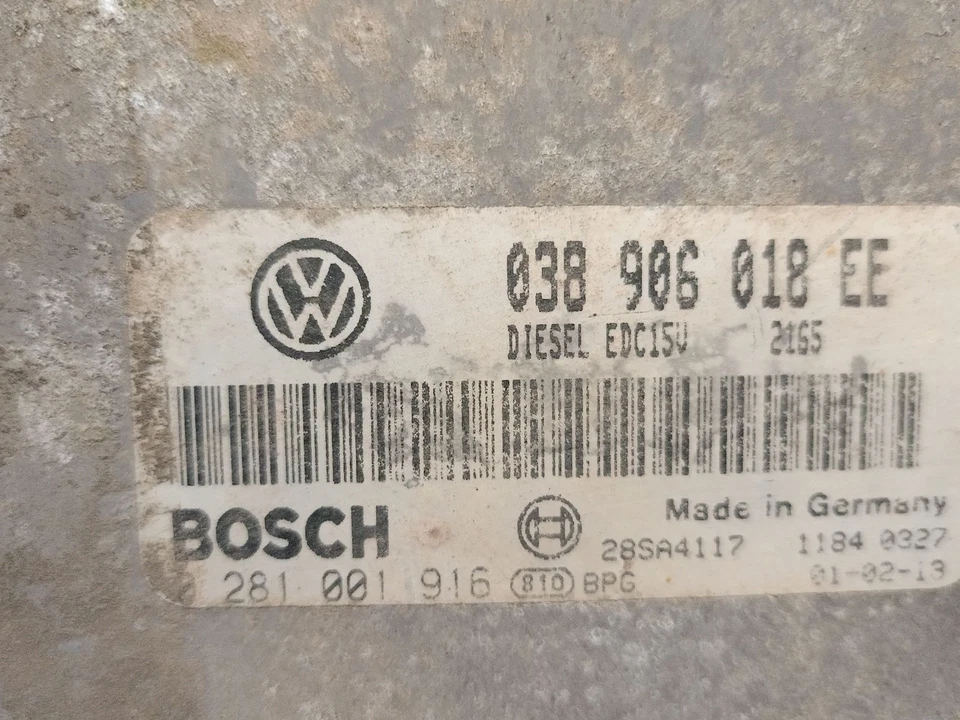 038 906 018 EE
DIESEL EDC15V 2165
BOSCH
Made in Germany
28SA4117 1184 0327
0 281 001 916 810 BPG
01-02-13